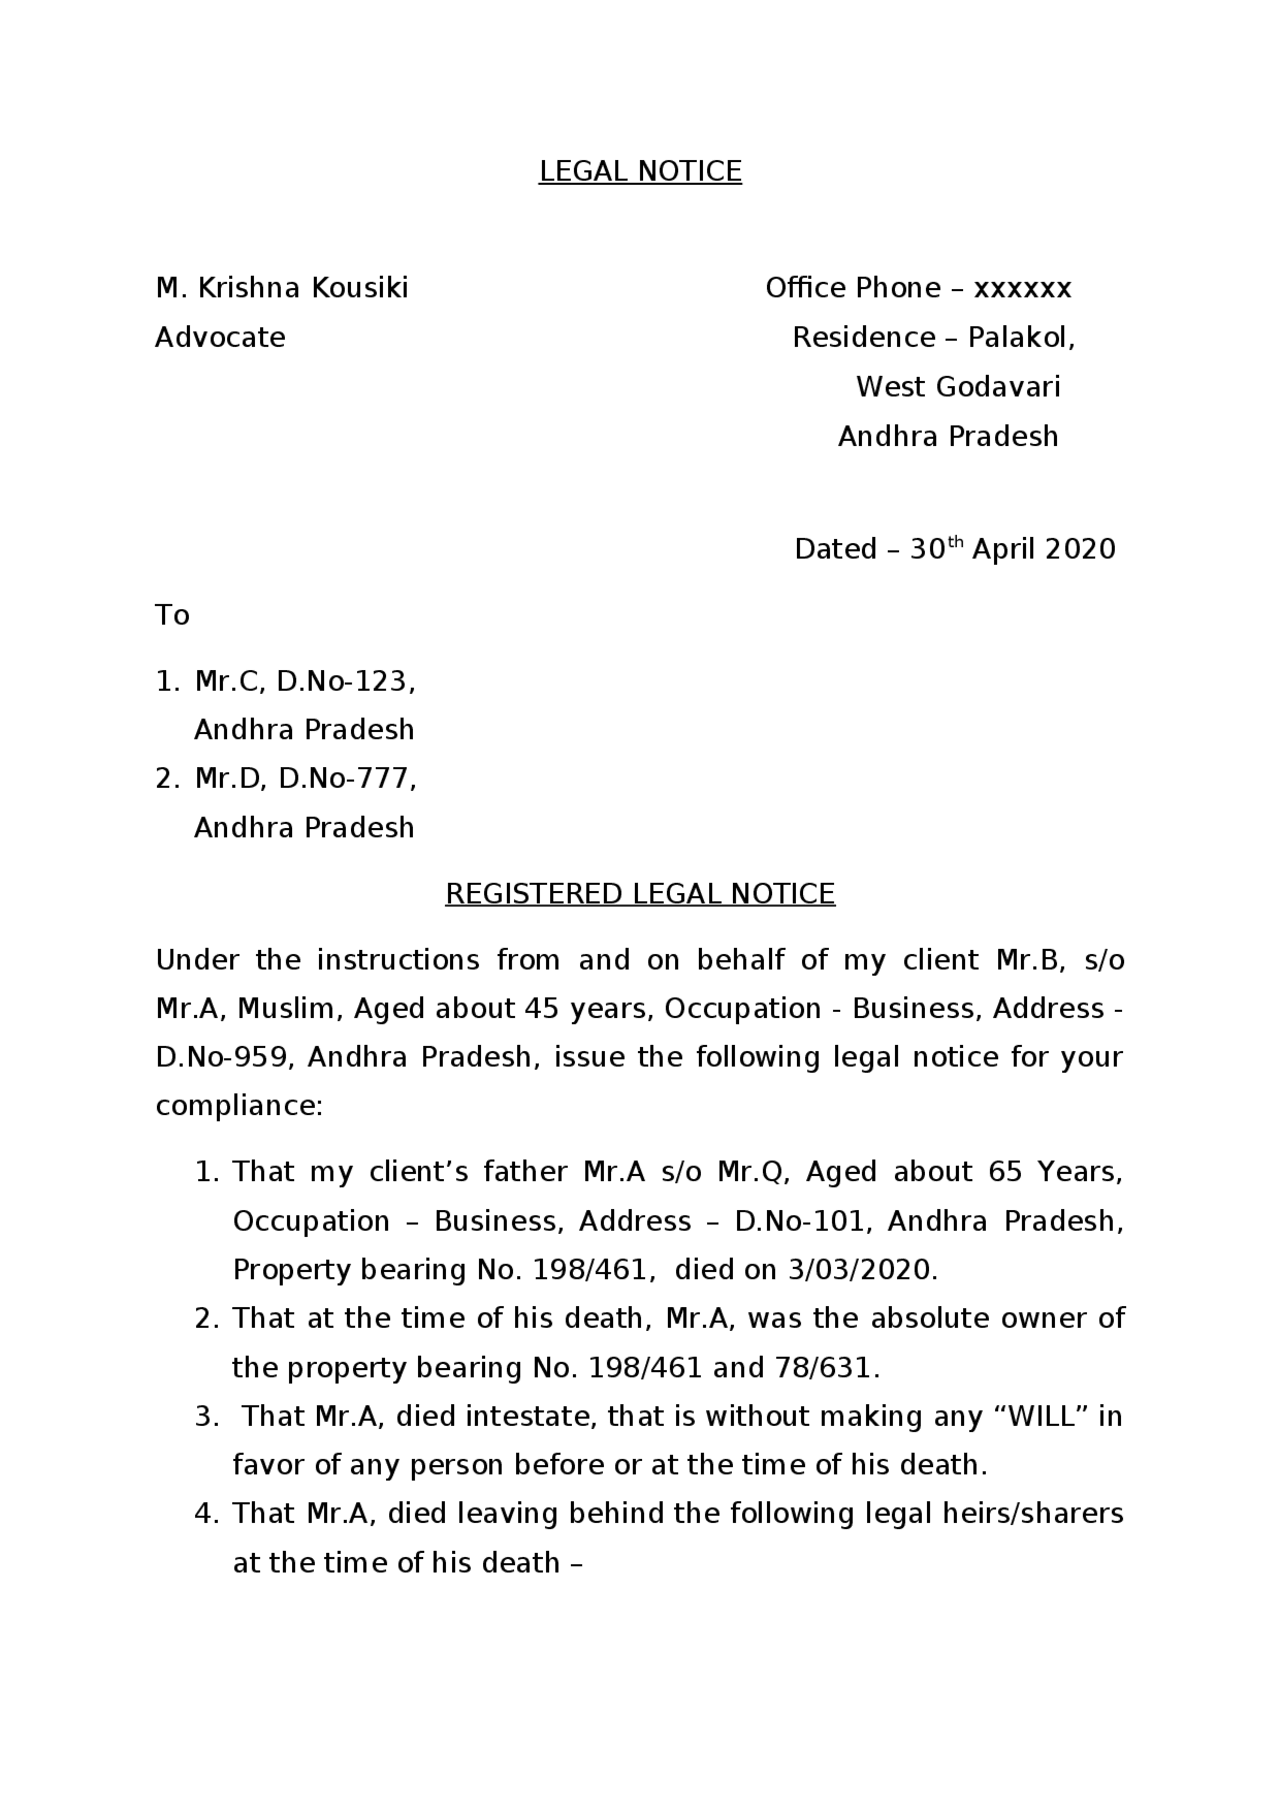 LEGAL NOTICE
M. Krishna Kousiki Office Phone – xxxxxx
Advocate Residence – Palakol,
West Godavari
Andhra Pradesh
Dated – 30th April 2020
To
1. Mr.C, D.No-123,
Andhra Pradesh
2. Mr.D, D.No-777,
Andhra Pradesh
REGISTERED LEGAL NOTICE
Under the instructions from and on behalf of my client Mr.B, s/o
Mr.A, Muslim, Aged about 45 years, Occupation - Business, Address -
D.No-959, Andhra Pradesh, issue the following legal notice for your
compliance:
1. That my client’s father Mr.A s/o Mr.Q, Aged about 65 Years,
Occupation – Business, Address – D.No-101, Andhra Pradesh,
Property bearing No. 198/461, died on 3/03/2020.
2. That at the time of his death, Mr.A, was the absolute owner of
the property bearing No. 198/461 and 78/631.
3. That Mr.A, died intestate, that is without making any “WILL” in
favor of any person before or at the time of his death.
4. That Mr.A, died leaving behind the following legal heirs/sharers
at the time of his death –